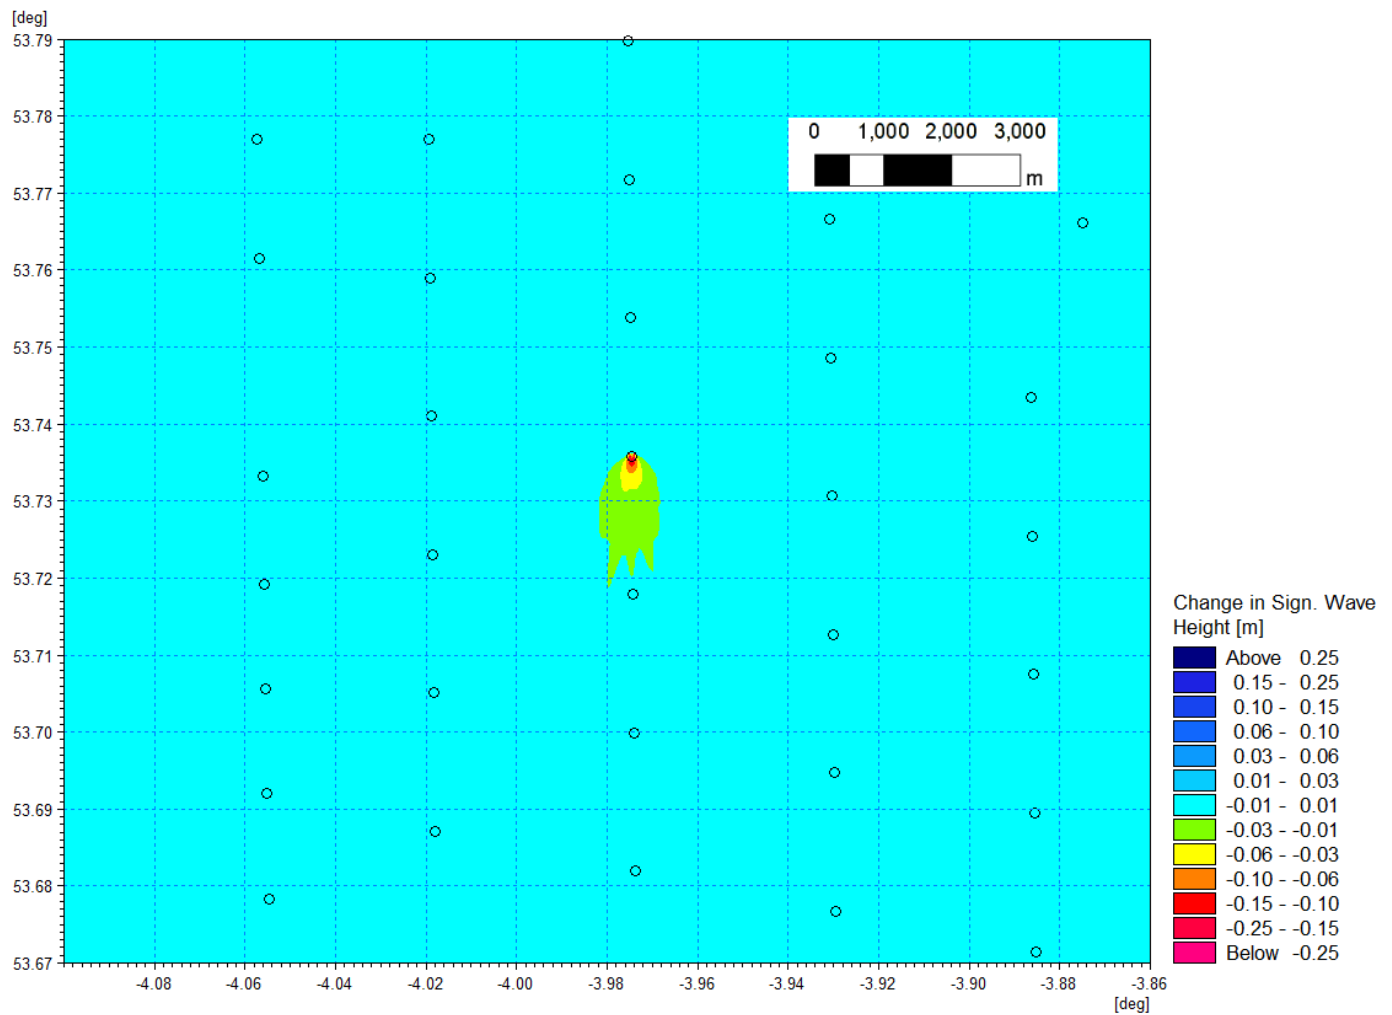 [deg]
53.79
53.78
53.77
53.76
53.75
53.74
53.73
53.72
53.71
53.70
53.69
53.68
53.67
0 1,000 2,000 3,000
m
Change in Sign. Wave
Height [m]
Above 0.25
0.15 - 0.25
0.10 - 0.15
0.06 - 0.10
0.03 - 0.06
0.01 - 0.03
-0.01 - 0.01
-0.03 - -0.01
-0.06 - -0.03
-0.10 - -0.06
-0.15 - -0.10
-0.25 - -0.15
Below -0.25
-4.08 -4.06 -4.04 -4.02 -4.00 -3.98 -3.96 -3.94 -3.92 -3.90 -3.88 -3.86
[deg]